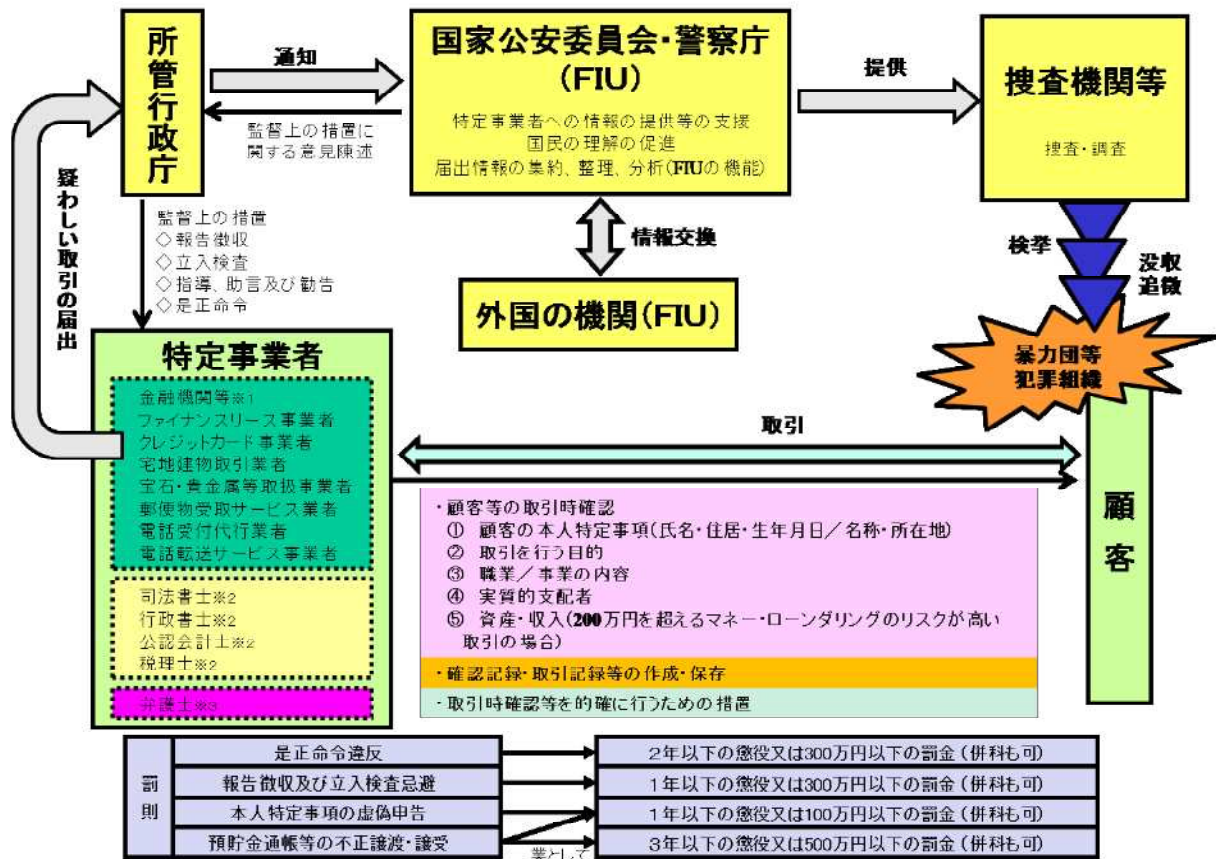 所管行政庁
通知
国家公安委員会・警察庁
(FIU)
特定事業者への情報の提供等の支援
国民の理解の促進
届出情報の集約、整理、分析(FIUの機能)
提供
捜査機関等
捜査・調査
監督上の措置に
関する意見陳述
疑わしい取引の届出
監督上の措置
◇報告徴収
◇立入検査
◇指導、助言及び勧告
◇是正命令
情報交換
外国の機関(FIU)
検挙
没収
追徴
暴力団等
犯罪組織
特定事業者
金融機関等※1
ファイナンスリース事業者
クレジットカード事業者
宅地建物取引業者
宝石・貴金属等取扱事業者
郵便物受取サービス業者
電話受付代行業者
電話転送サービス事業者
司法書士※2
行政書士※2
公認会計士※2
税理士※2
弁護士※3
取引
顧客
・顧客等の取引時確認
① 顧客の本人特定事項(氏名・住居・生年月日／名称・所在地)
② 取引を行う目的
③ 職業／事業の内容
④ 実質的支配者
⑤ 資産・収入(200万円を超えるマネー・ローンダリングのリスクが高い
取引の場合)
・確認記録・取引記録等の作成・保存
・取引時確認等を的確に行うための措置
罰則
是正命令違反
2年以下の懲役又は300万円以下の罰金(併科も可)
報告徴収及び立入検査忌避
1年以下の懲役又は300万円以下の罰金(併科も可)
本人特定事項の虚偽申告
1年以下の懲役又は100万円以下の罰金(併科も可)
預貯金通帳等の不正譲渡・譲受
業として
3年以下の懲役又は500万円以下の罰金(併科も可)